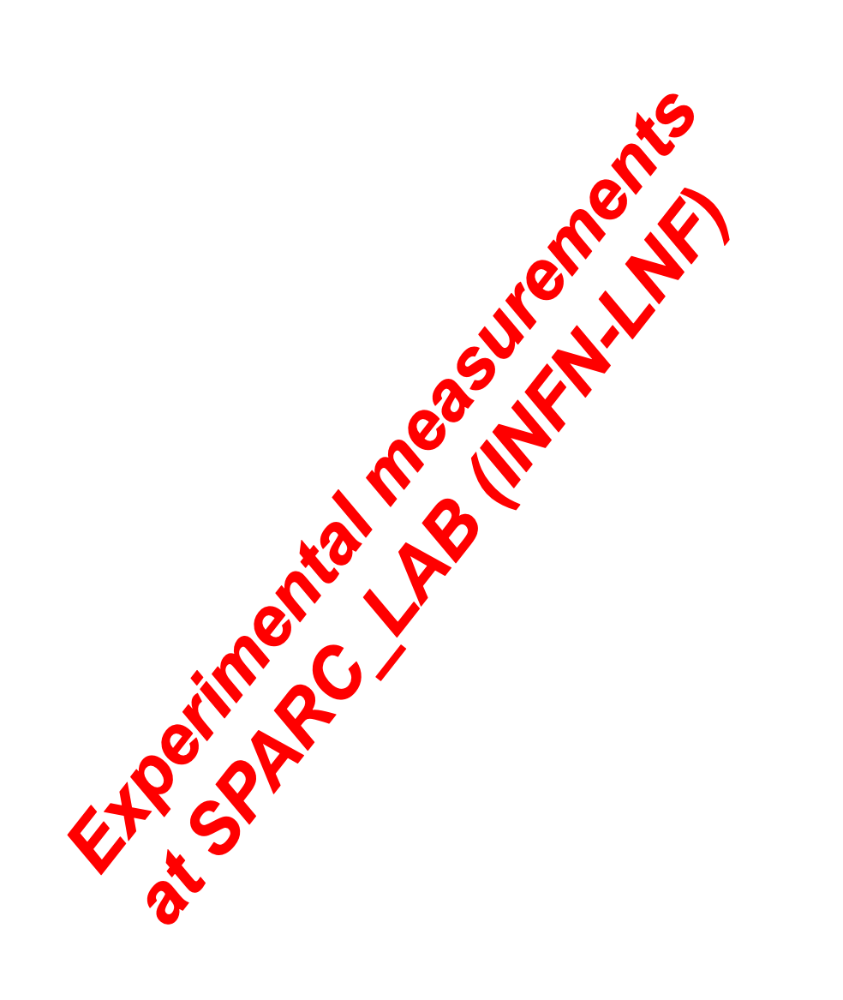 Experimental measurements
at SPARC_LAB (INFN-LNF)